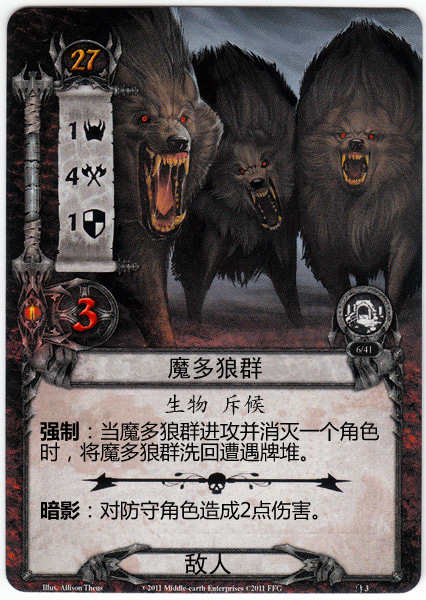 27
1
4
1
3
6/41
魔多狼群
生物 斥候
强制：当魔多狼群进攻并消灭一个角色
时，将魔多狼群洗回遭遇牌堆。
暗影：对防守角色造成2点伤害。
敌人
Illus. Allison Theus ©2011 Middle-earth Enterprises ©2011 FFG